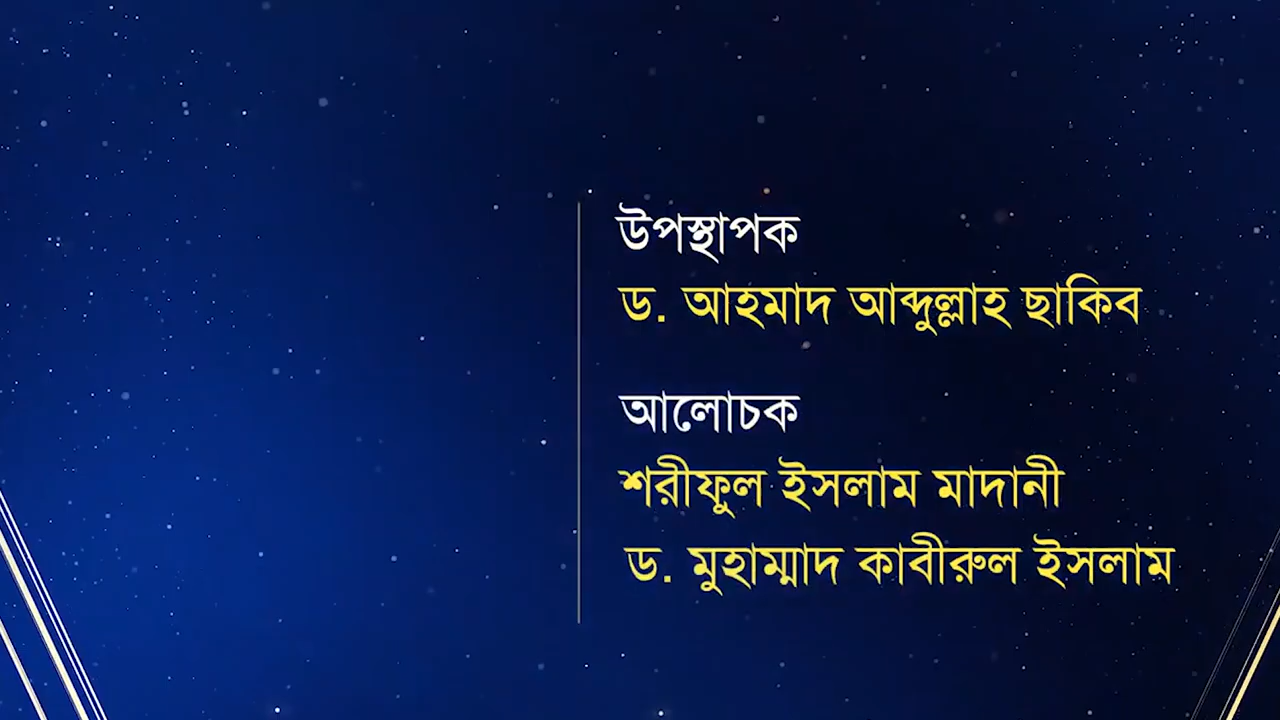 উপস্থাপক
ড. আহমাদ আব্দুল্লাহ ছাকিব
আলোচক
শরীফুল ইসলাম মাদানী
ড. মুহাম্মাদ কাবীরুল ইসলাম